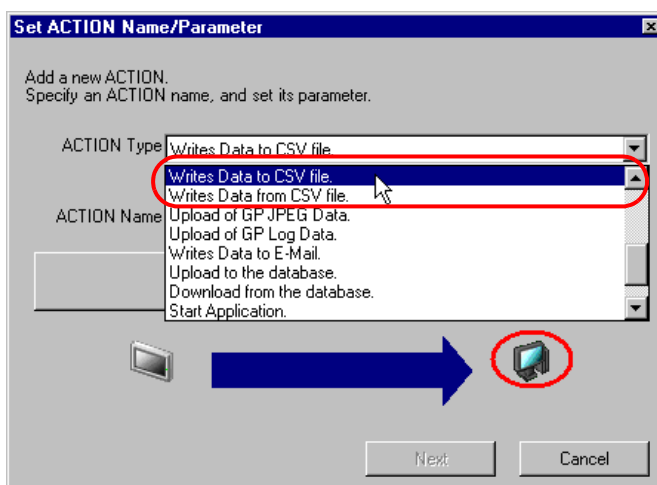 Set ACTION Name/Parameter
Add a new ACTION.
Specify an ACTION name, and set its parameter.
ACTION Type
Writes Data to CSV file.
Writes Data to CSV file.
Writes Data from CSV file.
ACTION Name
Upload of GP JPEG Data.
Upload of GP Log Data.
Writes Data to E-Mail.
Upload to the database.
Download from the database.
Start Application.
Next
Cancel